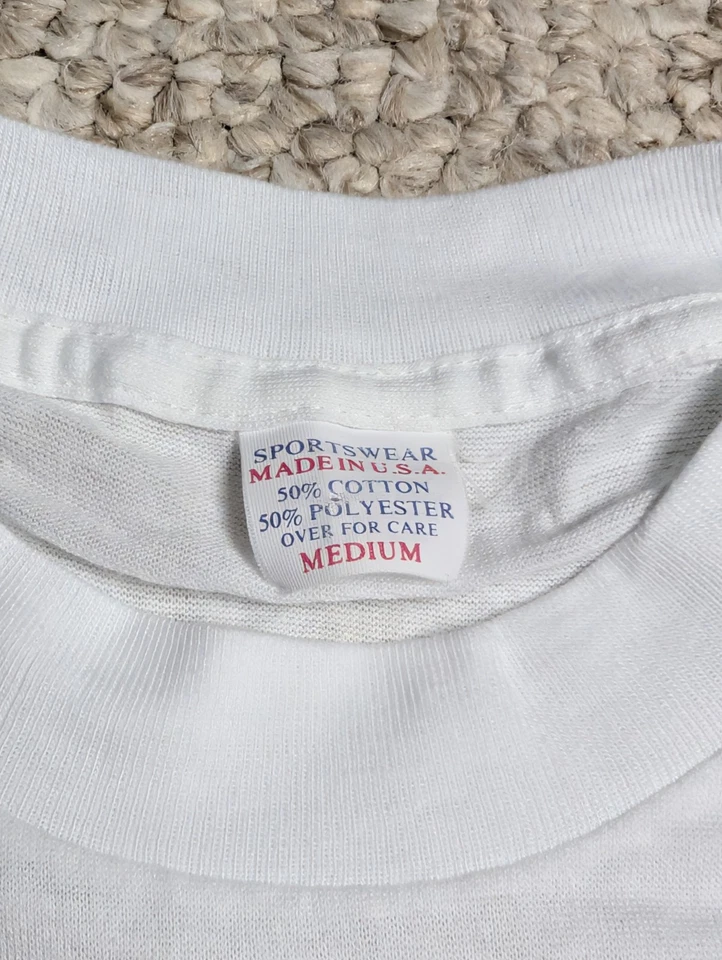 SPORTSWEAR
MADE IN U.S.A.
50% COTTON
50% POLYESTER
OVER FOR CARE
MEDIUM